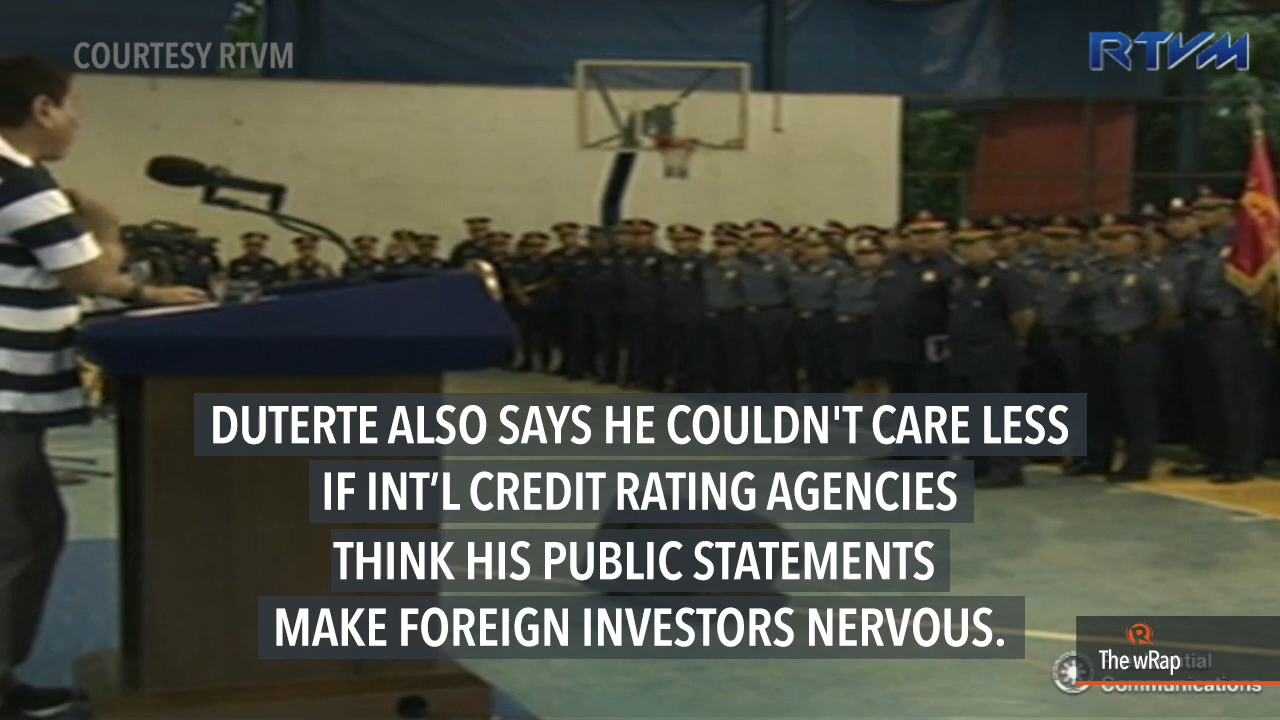 COURTESY RTVM
RTVM
DUTERTE ALSO SAYS HE COULDN'T CARE LESS
IF INT’L CREDIT RATING AGENCIES
THINK HIS PUBLIC STATEMENTS
MAKE FOREIGN INVESTORS NERVOUS.
The wRap
Communications